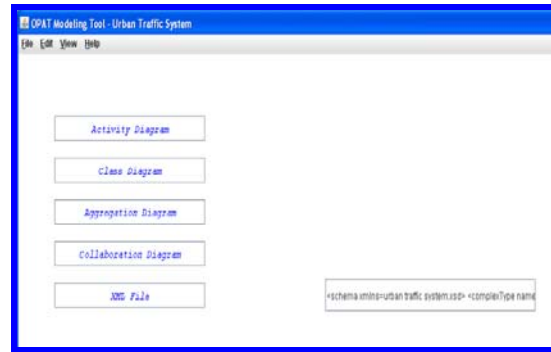 OPAT Modeling Tool - Urban Traffic System
File Edit View Help
Activity Diagram
Class Diagram
Aggregation Diagram
Collaboration Diagram
XML File
<schema xmlns=urban traffic system.xsd> <complexType name